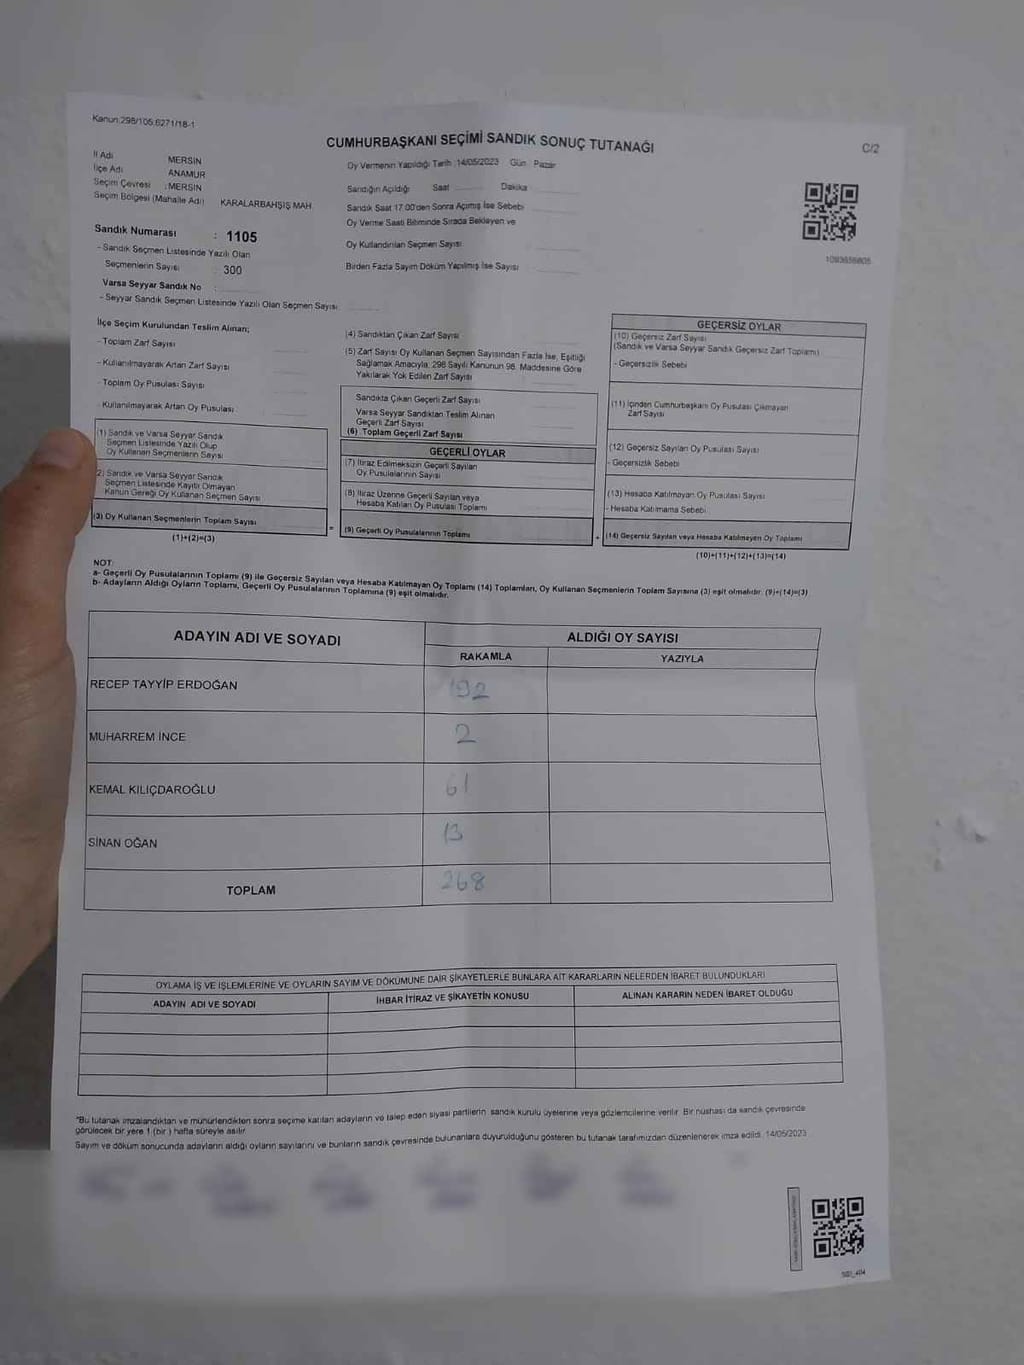 Kanun:298/105;6271/18-1
CUMHURBAŞKANI SEÇİMİ SANDIK SONUÇ TUTANAĞI
C/2
İl Adı MERSİN
İlçe Adı ANAMUR
Seçim Çevresi :MERSİN
Seçim Bölgesi (Mahalle Adı) KARALARBAHŞİŞ MAH.
Sandık Numarası : 1105
- Sandık Seçmen Listesinde Yazılı Olan
Seçmenlerin Sayısı : 300
Varsa Seyyar Sandık No :
- Seyyar Sandık Seçmen Listesinde Yazılı Olan Seçmen Sayısı:
Oy Vermenin Yapıldığı Tarih :14/05/2023 Gün: Pazar
Sandığın Açıldığı Saat Dakika
Sandık Saat 17.00'den Sonra Açımış İse Sebebi
Oy Verme Saati Bitiminde Sırada Bekleyen ve
Oy Kullandırılan Seçmen Sayısı
Birden Fazla Sayım Döküm Yapılmış İse Sayısı
1093656805
İlçe Seçim Kurulundan Teslim Alınan;
- Toplam Zarf Sayısı
- Kullanılmayarak Artan Zarf Sayısı
- Toplam Oy Pusulası Sayısı
- Kullanılmayarak Artan Oy Pusulası
(1) Sandık ve Varsa Seyyar Sandık
Seçmen Listesinde Yazılı Olup
Oy Kullanan Seçmenlerin Sayısı
2) Sandık ve Varsa Seyyar Sandık
Seçmen Listesinde Kayıtlı Olmayan
Kanun Gereği Oy Kullanan Seçmen Sayısı
(3) Oy Kullanan Seçmenlerin Toplam Sayısı
(1)+(2)=(3)
(4) Sandıktan Çıkan Zarf Sayısı
(5) Zarf Sayısı Oy Kullanan Seçmen Sayısından Fazla İse, Eşitliği
Sağlamak Amacıyla; 298 Sayılı Kanunun 98. Maddesine Göre
Yakılarak Yok Edilen Zarf Sayısı
Sandıkta Çıkan Geçerli Zarf Sayısı
Varsa Seyyar Sandıktan Teslim Alınan
Geçerli Zarf Sayısı
(6) Toplam Geçerli Zarf Sayısı
GEÇERLİ OYLAR
(7) İtiraz Edilmeksizin Geçerli Sayılan
Oy Pusulalarının Sayısı
(8) İtiraz Üzerine Geçerli Sayılan veya
Hesaba Katılan Oy Pusulası Toplamı
= (9) Geçerli Oy Pusulalarının Toplamı
GEÇERSİZ OYLAR
(10) Geçersiz Zarf Sayısı
(Sandık ve Varsa Seyyar Sandık Geçersiz Zarf Toplamı)
- Geçersizlik Sebebi
(11) İçinden Cumhurbaşkanı Oy Pusulası Çıkmayan
Zarf Sayısı
(12) Geçersiz Sayılan Oy Pusulası Sayısı
- Geçersizlik Sebebi
(13) Hesaba Katılmayan Oy Pusulası Sayısı
- Hesaba Katılmama Sebebi
+ (14) Geçersiz Sayılan veya Hesaba Katılmayan Oy Toplamı
(10)+(11)+(12)+(13)=(14)
NOT:
a- Geçerli Oy Pusulalarının Toplamı (9) ile Geçersiz Sayılan veya Hesaba Katılmayan Oy Toplamı (14) Toplamları, Oy Kullanan Seçmenlerin Toplam Sayısına (3) eşit olmalıdır. (9)+(14)=(3)
b- Adayların Aldığı Oyların Toplamı, Geçerli Oy Pusulalarının Toplamına (9) eşit olmalıdır.
ADAYIN ADI VE SOYADI ALDIĞI OY SAYISI
RAKAMLA YAZIYLA
RECEP TAYYİP ERDOĞAN 192
MUHARREM İNCE 2
KEMAL KILIÇDAROĞLU 61
SİNAN OĞAN 13
TOPLAM 268
OYLAMA İŞ VE İŞLEMLERİNE VE OYLARIN SAYIM VE DÖKÜMÜNE DAİR ŞİKAYETLERLE BUNLARA AİT KARARLARIN NELERDEN İBARET BULUNDUKLARI
ADAYIN ADI VE SOYADI İHBAR İTİRAZ VE ŞİKAYETİN KONUSU ALINAN KARARIN NEDEN İBARET OLDUĞU
*Bu tutanak imzalandıktan ve mühürlendikten sonra seçime katılan adayların ve talep eden siyasi partilerin sandık kurulu üyelerine veya gözlemcilerine verilir. Bir nüshası da sandık çevresinde
görülecek bir yere 1 (bir ) hafta süreyle asılır.
Sayım ve döküm sonucunda adayların aldığı oyların sayılarını ve bunların sandık çevresinde bulunanlara duyurulduğunu gösteren bu tutanak tarafımızdan düzenlenerek imza edildi. 14/05/2023